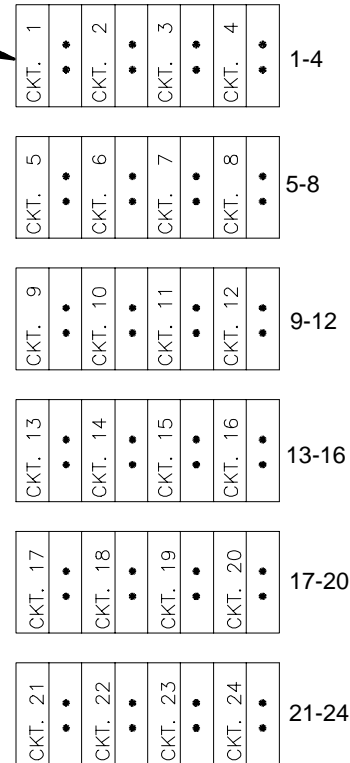 CKT. 1
CKT. 2
CKT. 3
CKT. 4
1-4
CKT. 5
CKT. 6
CKT. 7
CKT. 8
5-8
CKT. 9
CKT. 10
CKT. 11
CKT. 12
9-12
CKT. 13
CKT. 14
CKT. 15
CKT. 16
13-16
CKT. 17
CKT. 18
CKT. 19
CKT. 20
17-20
CKT. 21
CKT. 22
CKT. 23
CKT. 24
21-24